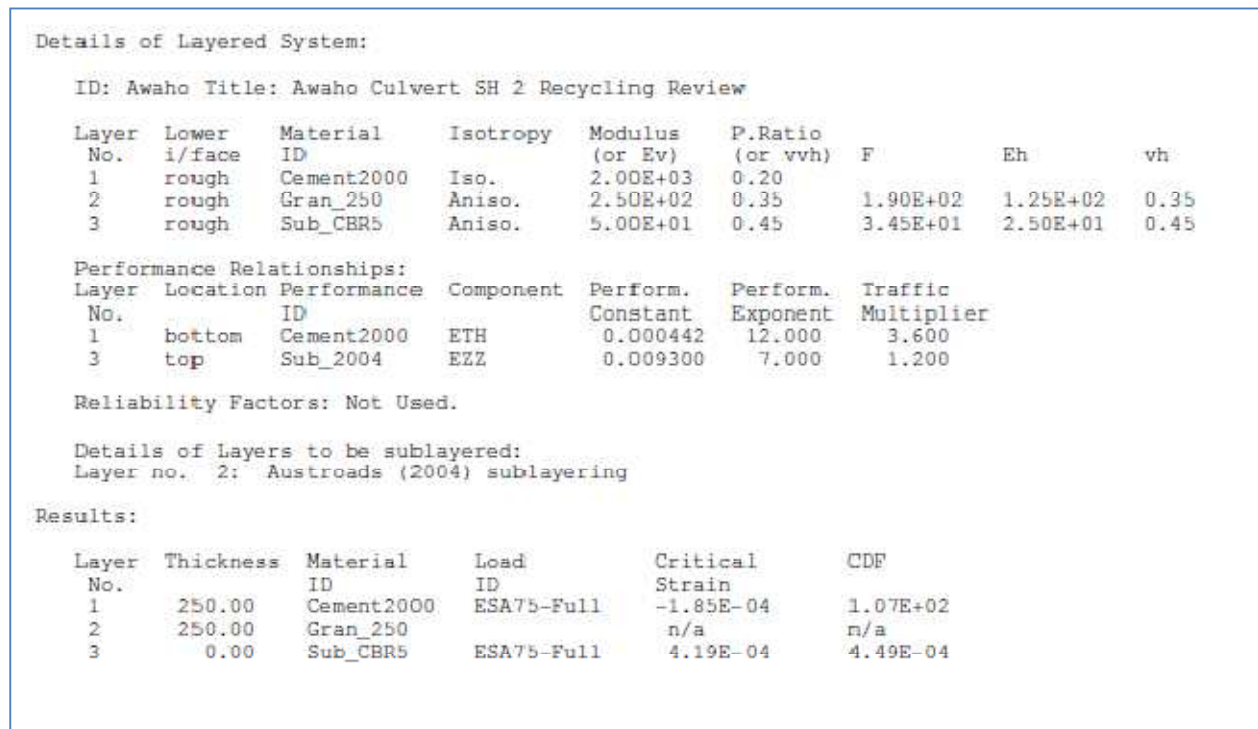 Details of Layered System:
ID: Awaho Title: Awaho Culvert SH 2 Recycling Review
Layer Lower Material Isotropy Modulus P.Ratio
No. i/face ID (or Ev) (or vvh) F Eh vh
1 rough Cement2000 Iso. 2.00E+03 0.20
2 rough Gran_250 Aniso. 2.50E+02 0.35 1.90E+02 1.25E+02 0.35
3 rough Sub_CBR5 Aniso. 5.00E+01 0.45 3.45E+01 2.50E+01 0.45
Performance Relationships:
Layer Location Performance Component Perform. Perform. Traffic
No. ID Constant Exponent Multiplier
1 bottom Cement2000 ETH 0.000442 12.000 3.600
3 top Sub_2004 EZZ 0.009300 7.000 1.200
Reliability Factors: Not Used.
Details of Layers to be sublayered:
Layer no. 2: Austroads (2004) sublayering
Results:
Layer Thickness Material Load Critical CDF
No. ID ID Strain
1 250.00 Cement2000 ESA75-Full -1.85E-04 1.07E+02
2 250.00 Gran_250 n/a n/a
3 0.00 Sub_CBR5 ESA75-Full 4.19E-04 4.49E-04